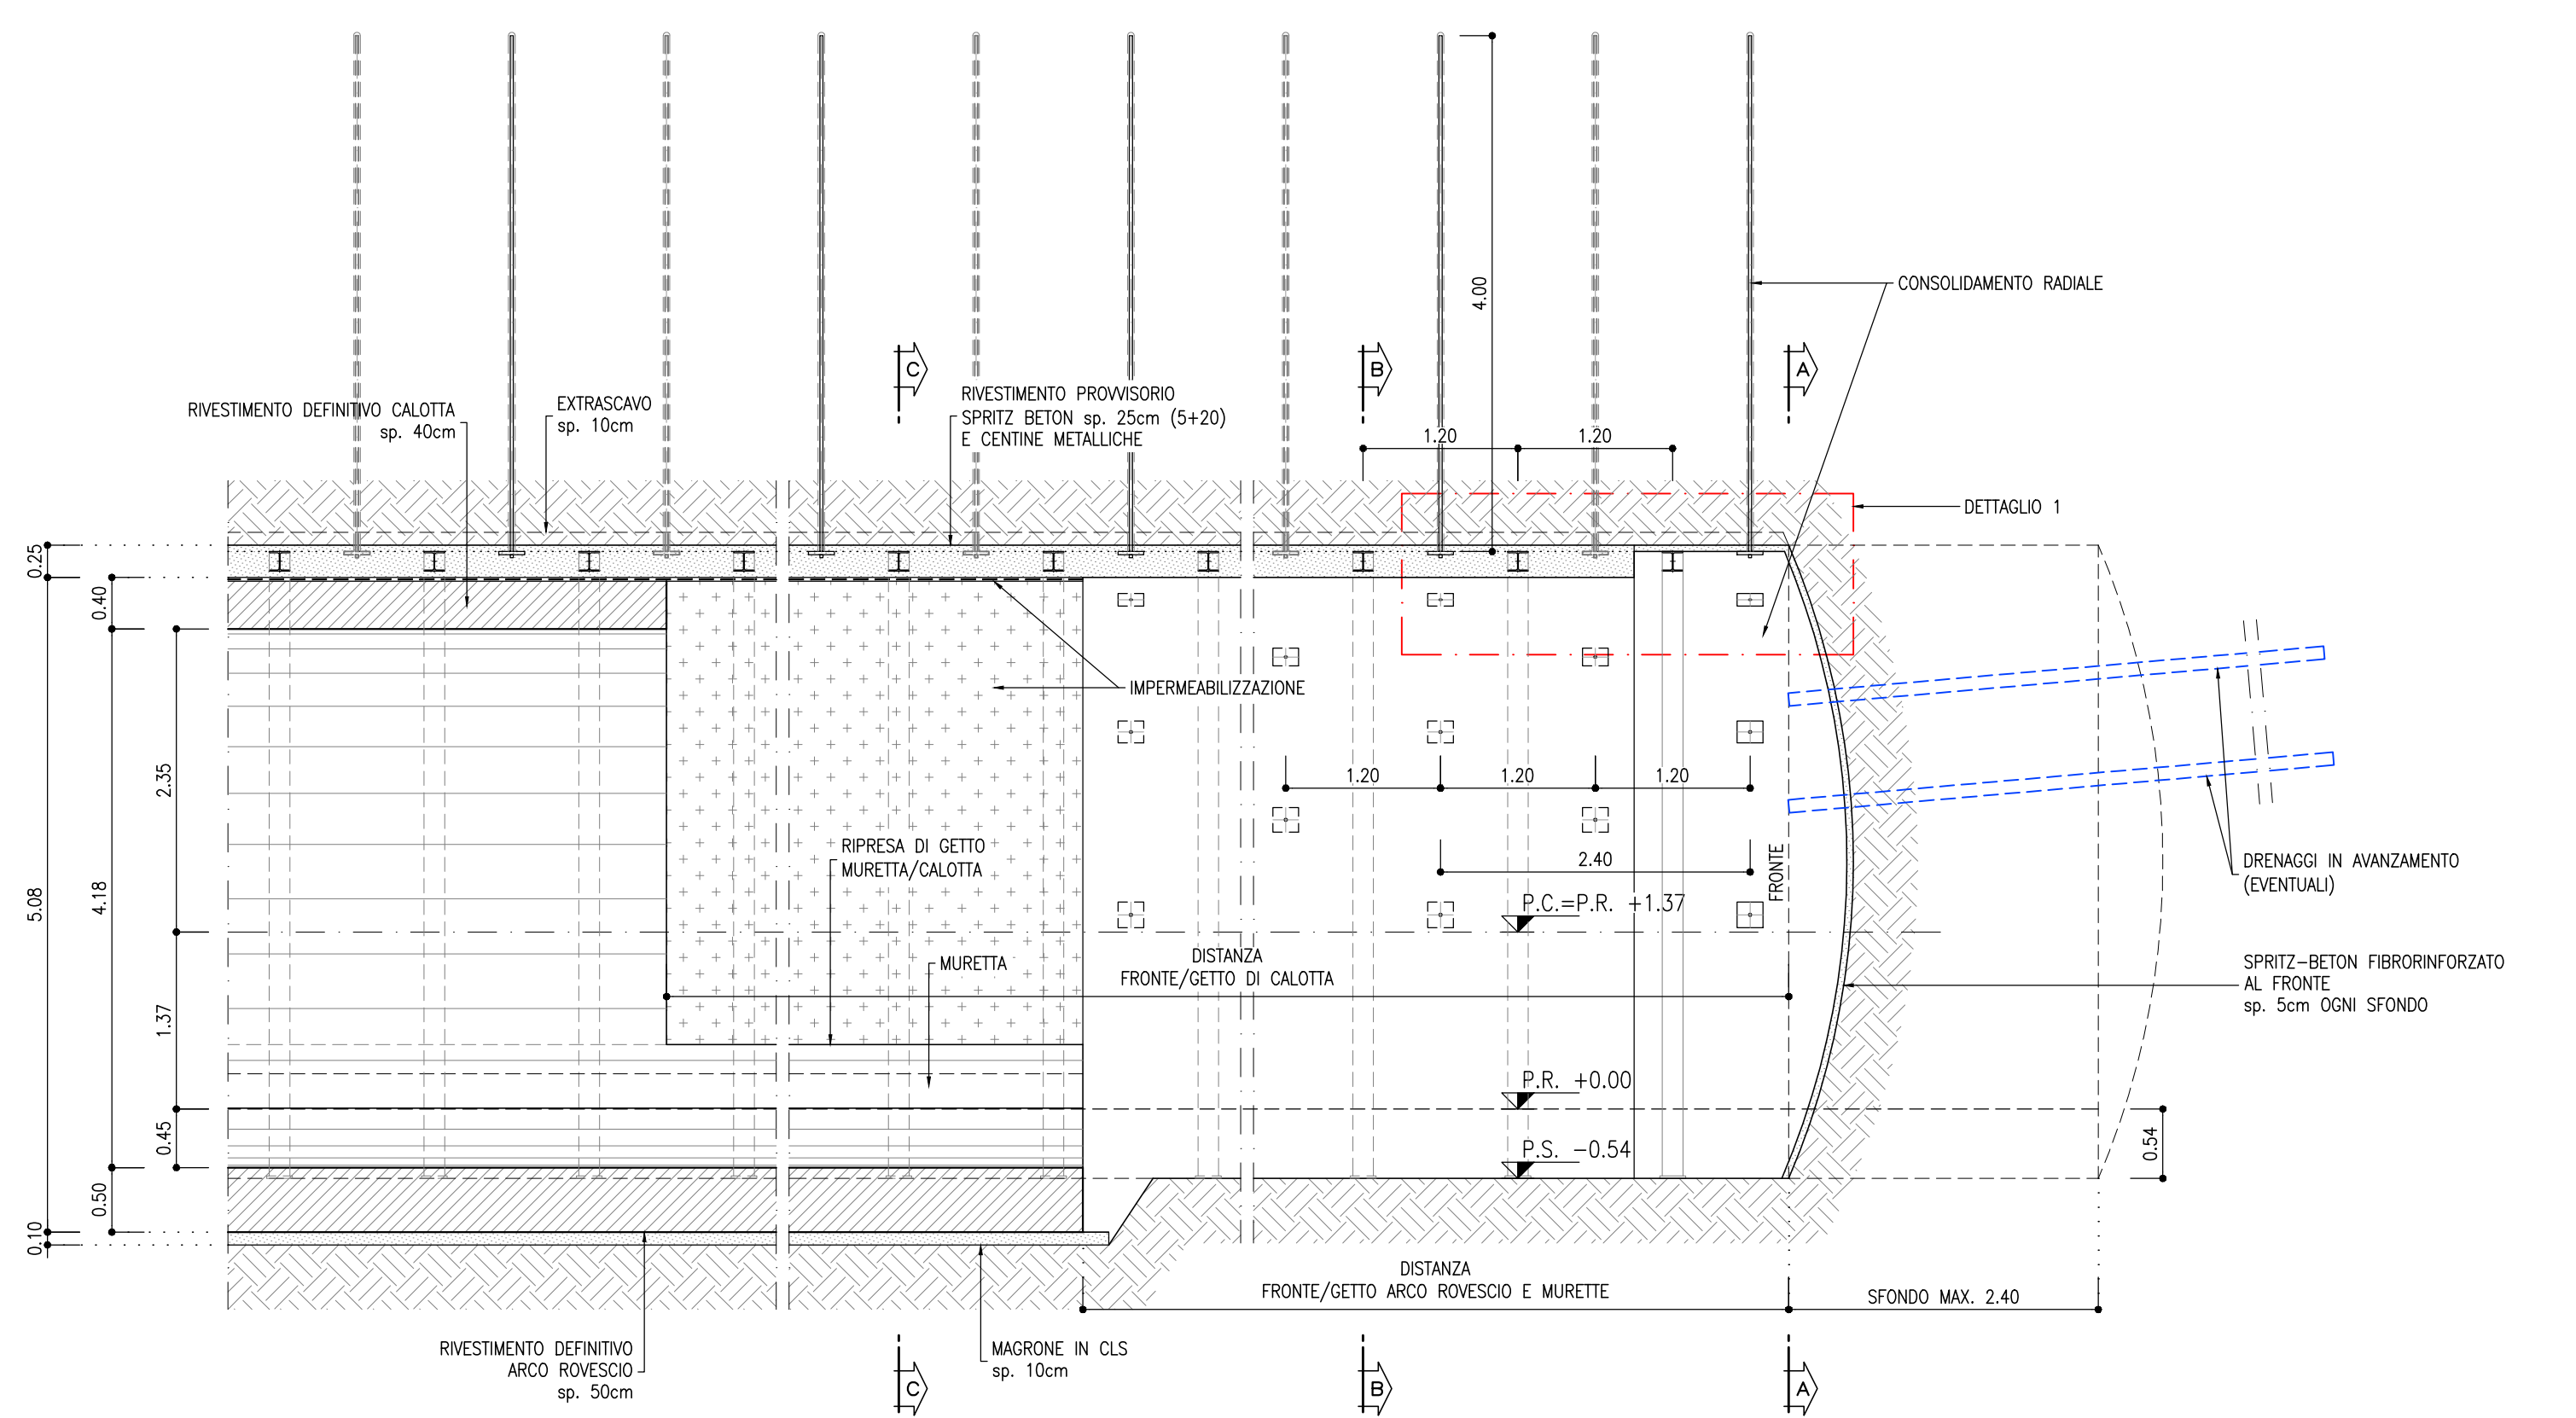 4.00
CONSOLIDAMENTO RADIALE
C
B
A
RIVESTIMENTO DEFINITIVO CALOTTA
sp. 40cm
EXTRASCAVO
sp. 10cm
RIVESTIMENTO PROVVISORIO
SPRITZ BETON sp. 25cm (5+20)
E CENTINE METALLICHE
1.20
1.20
DETTAGLIO 1
0.25
0.40
IMPERMEABILIZZAZIONE
2.35
1.20
1.20
1.20
RIPRESA DI GETTO
MURETTA/CALOTTA
2.40
FRONTE
DRENAGGI IN AVANZAMENTO
(EVENTUALI)
5.08
4.18
P.C.=P.R. +1.37
MURETTA
DISTANZA
FRONTE/GETTO DI CALOTTA
SPRITZ-BETON FIBRORINFORZATO
AL FRONTE
sp. 5cm OGNI SFONDO
1.37
P.R. +0.00
0.45
P.S. -0.54
0.54
0.50
0.10
DISTANZA
FRONTE/GETTO ARCO ROVESCIO E MURETTE
SFONDO MAX. 2.40
RIVESTIMENTO DEFINITIVO
ARCO ROVESCIO
sp. 50cm
MAGRONE IN CLS
sp. 10cm
C
B
A